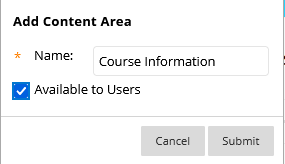 Add Content Area
* Name: Course Information
Available to Users
Cancel Submit